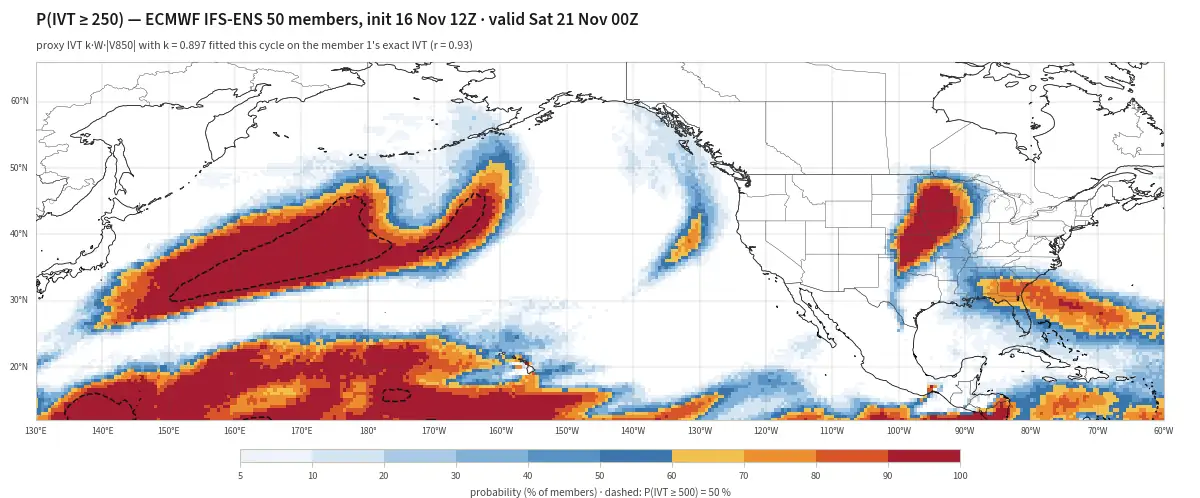 P(IVT ≥ 250) — ECMWF IFS-ENS 50 members, init 16 Nov 12Z · valid Sat 21 Nov 00Z
proxy IVT k·W·|V850| with k = 0.897 fitted this cycle on the member 1's exact IVT (r = 0.93)
60°N
50°N
40°N
30°N
20°N
130°E 140°E 150°E 160°E 170°E 180° 170°W 160°W 150°W 140°W 130°W 120°W 110°W 100°W 90°W 80°W 70°W 60°W
5 10 20 30 40 50 60 70 80 90 100
probability (% of members) · dashed: P(IVT ≥ 500) = 50 %